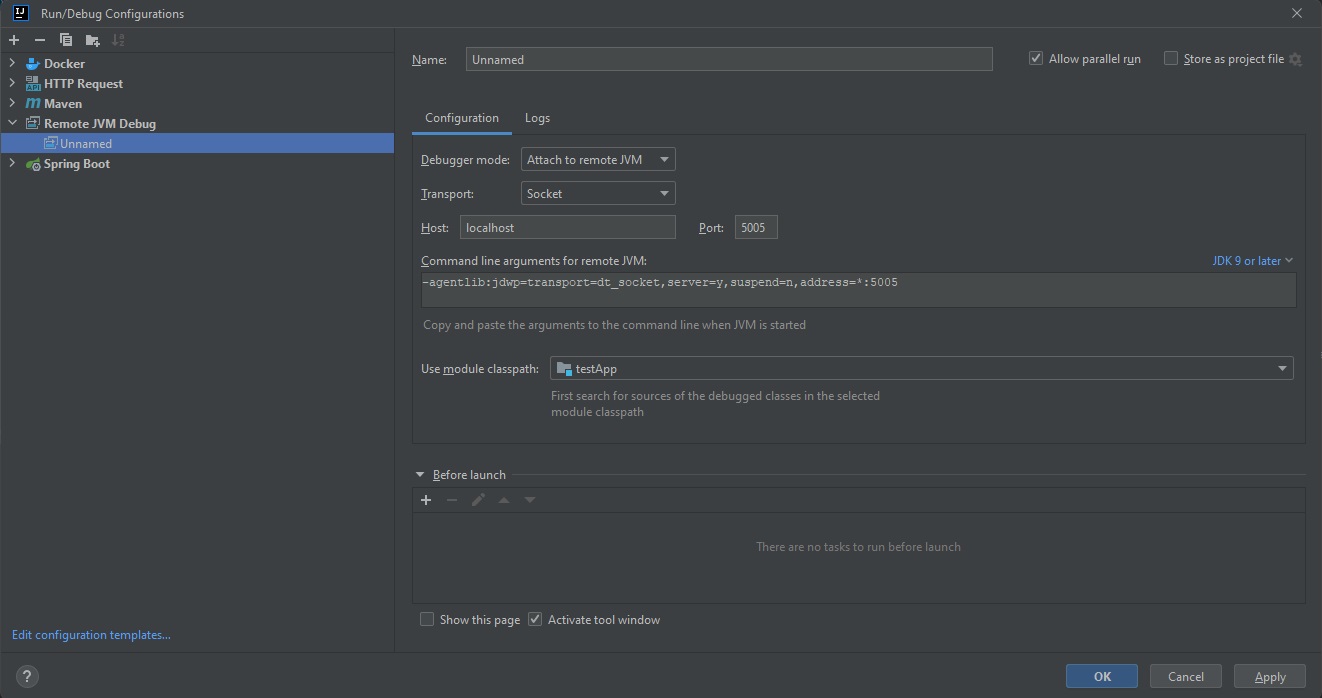 IJ Run/Debug Configurations
Docker
API HTTP Request
m Maven
Remote JVM Debug
Unnamed
Spring Boot
Edit configuration templates...
?
Name: Unnamed
Allow parallel run
Store as project file
Configuration Logs
Debugger mode: Attach to remote JVM
Transport: Socket
Host: localhost Port: 5005
Command line arguments for remote JVM: JDK 9 or later
-agentlib:jdwp=transport=dt_socket,server=y,suspend=n,address=*:5005
Copy and paste the arguments to the command line when JVM is started
Use module classpath: testApp
First search for sources of the debugged classes in the selected
module classpath
Before launch
There are no tasks to run before launch
Show this page Activate tool window
OK Cancel Apply